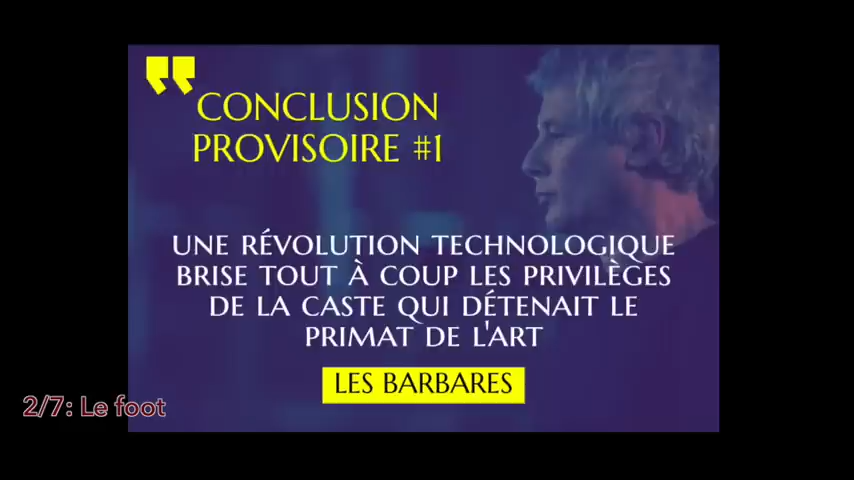 CONCLUSION
PROVISOIRE #1
UNE RÉVOLUTION TECHNOLOGIQUE
BRISE TOUT À COUP LES PRIVILÈGES
DE LA CASTE QUI DÉTENAIT LE
PRIMAT DE L'ART
LES BARBARES
2/7: Le foot